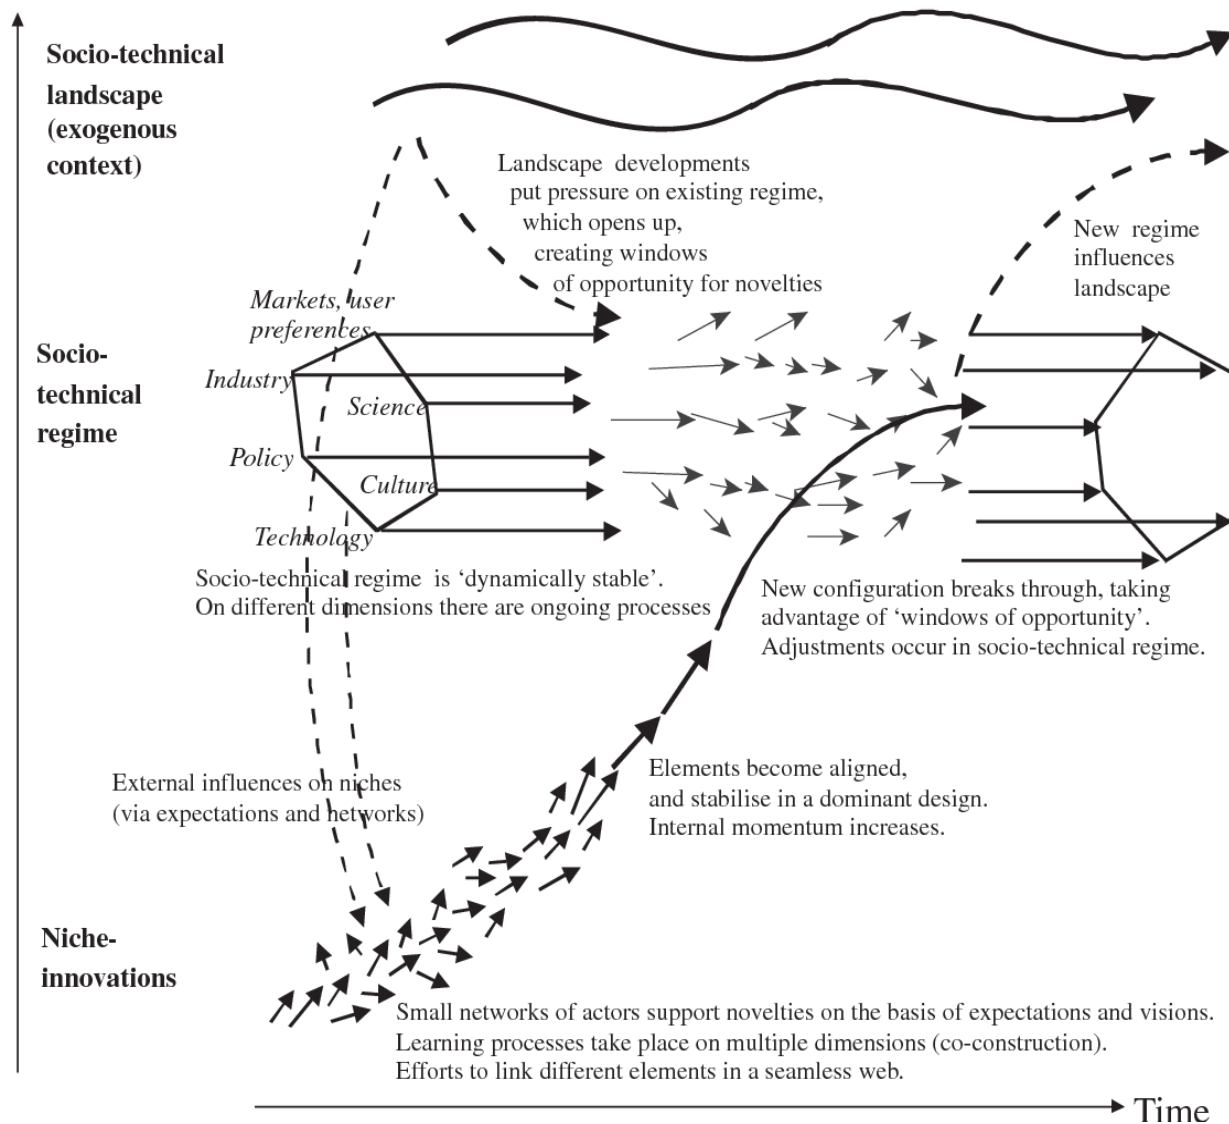 Socio-technical
landscape
(exogenous
context)
Landscape developments
put pressure on existing regime,
which opens up,
creating windows
of opportunity for novelties
New regime
influences
landscape
Markets, user
preferences
Industry
Science
Policy
Culture
Technology
Socio-
technical
regime
Socio-technical regime is ‘dynamically stable’.
On different dimensions there are ongoing processes
New configuration breaks through, taking
advantage of ‘windows of opportunity’.
Adjustments occur in socio-technical regime.
External influences on niches
(via expectations and networks)
Elements become aligned,
and stabilise in a dominant design.
Internal momentum increases.
Niche-
innovations
Small networks of actors support novelties on the basis of expectations and visions.
Learning processes take place on multiple dimensions (co-construction).
Efforts to link different elements in a seamless web.
Time